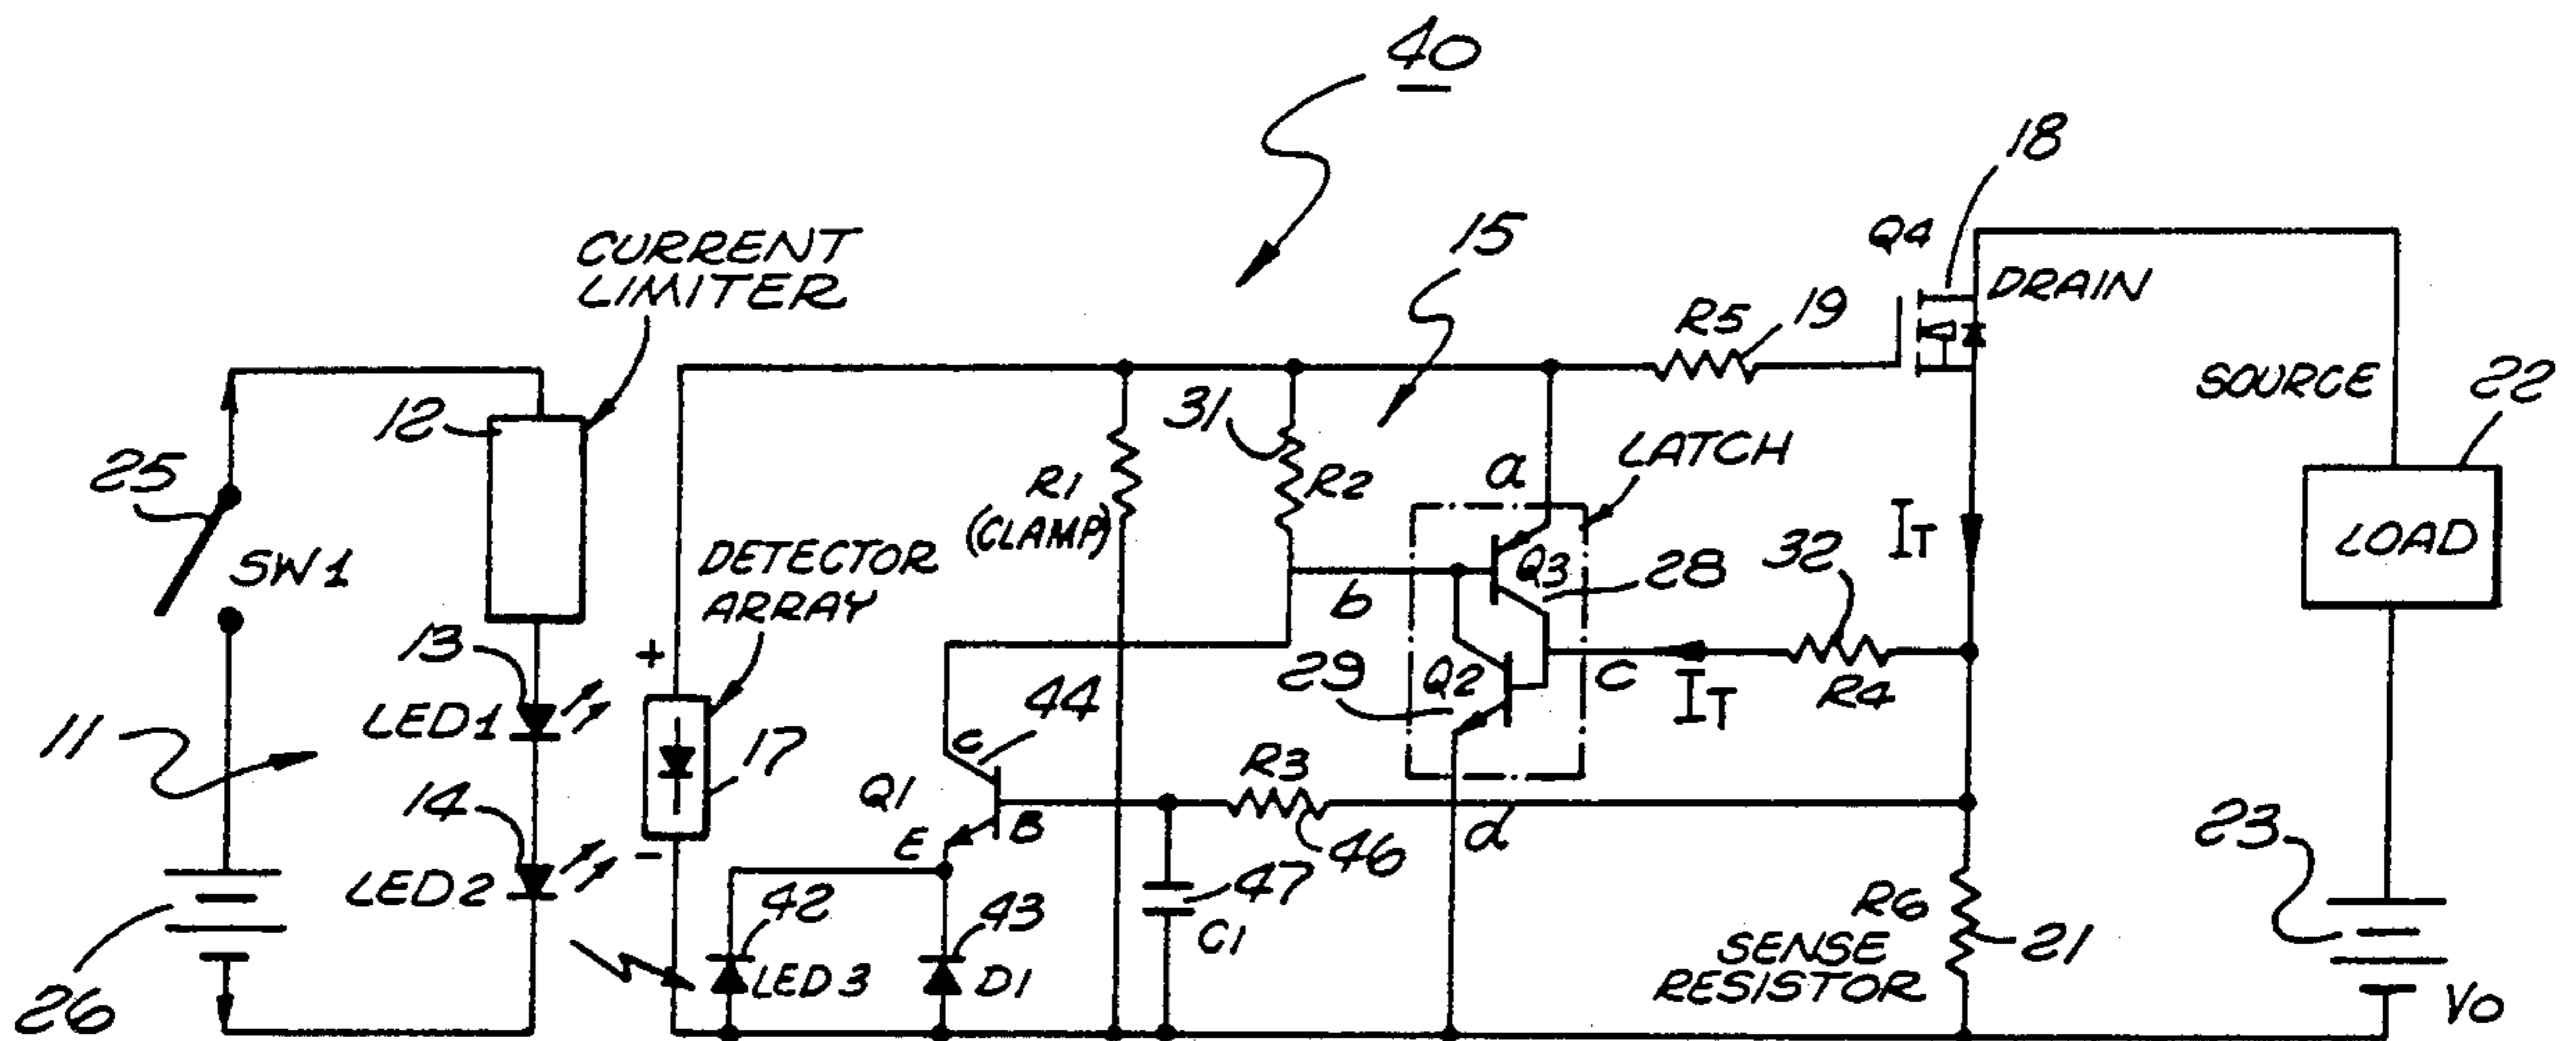 40
18
Q4
CURRENT
LIMITER
15
DRAIN
R5
19
SOURCE
22
12
31
R2
a
LATCH
25
R1
(CLAMP)
IT
LOAD
SW1
DETECTOR
ARRAY
b
Q3
28
32
13
+
29
Q2
c
IT
R4
LED1
11
44
C
17
R3
14
Q1
B
E
d
46
23
-
LED2
42
43
47
C1
R6
SENSE
RESISTOR
21
26
LED3
D1
VO